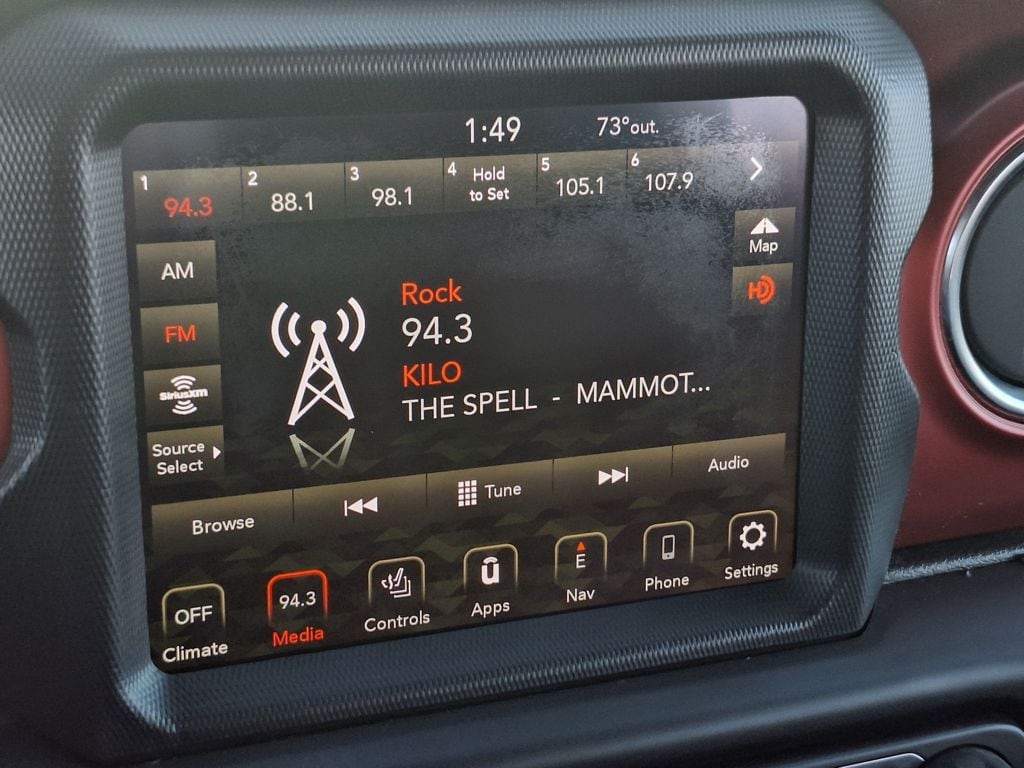 1:49 73°out.
1 94.3 2 88.1 3 98.1 4 Hold to Set 5 105.1 6 107.9
Map
AM
HD
Rock
94.3
FM
KILO
SiriusXM
THE SPELL - MAMMOT...
Source
Select
Browse Tune Audio
OFF 94.3 u E
Climate Media Controls Apps Nav Phone Settings